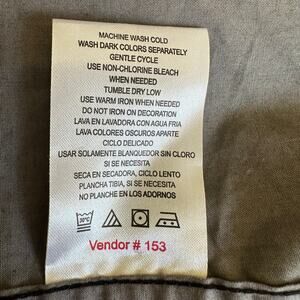 MACHINE WASH COLD
WASH DARK COLORS SEPARATELY
GENTLE CYCLE
USE NON-CHLORINE BLEACH
WHEN NEEDED
TUMBLE DRY LOW
USE WARM IRON WHEN NEEDED
DO NOT IRON ON DECORATION
LAVA EN LAVADORA CON AGUA FRIA
LAVA COLORES OSCUROS APARTE
CICLO DELICADO
USAR SOLAMENTE BLANQUEDOR SIN CLORO
SI SE NECESITA
SECA EN SECADORA, CICLO LENTO
PLANCHA TIBIA, SI SE NECESITA
NO PLANCHE EN LOS ADORNOS
30°C
Vendor # 153